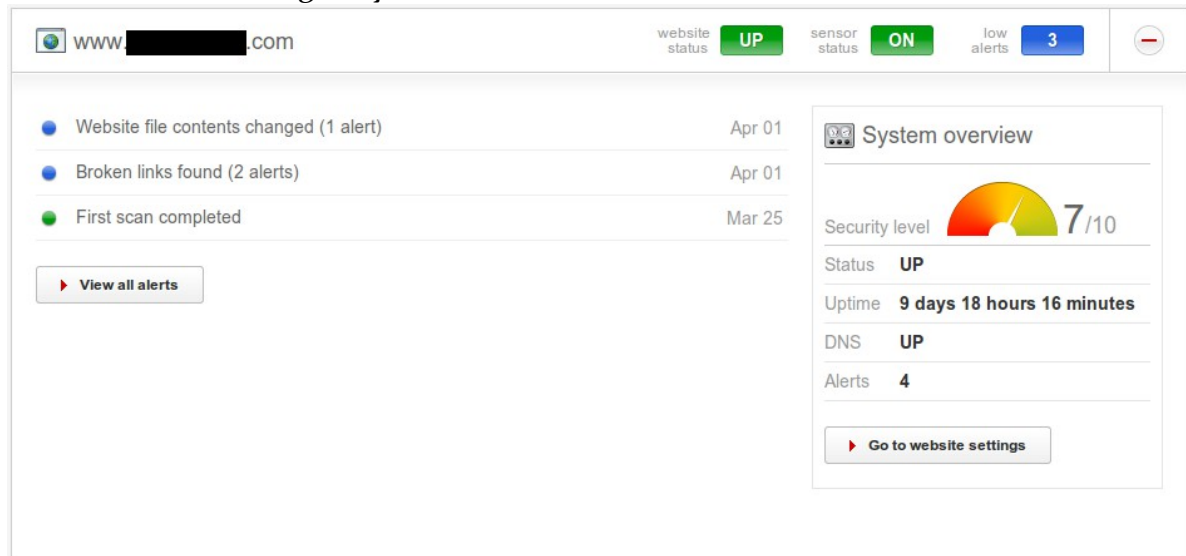 www. .com
website status UP
sensor status ON
low alerts 3
Website file contents changed (1 alert) Apr 01
Broken links found (2 alerts) Apr 01
First scan completed Mar 25
View all alerts
System overview
Security level 7/10
Status UP
Uptime 9 days 18 hours 16 minutes
DNS UP
Alerts 4
Go to website settings